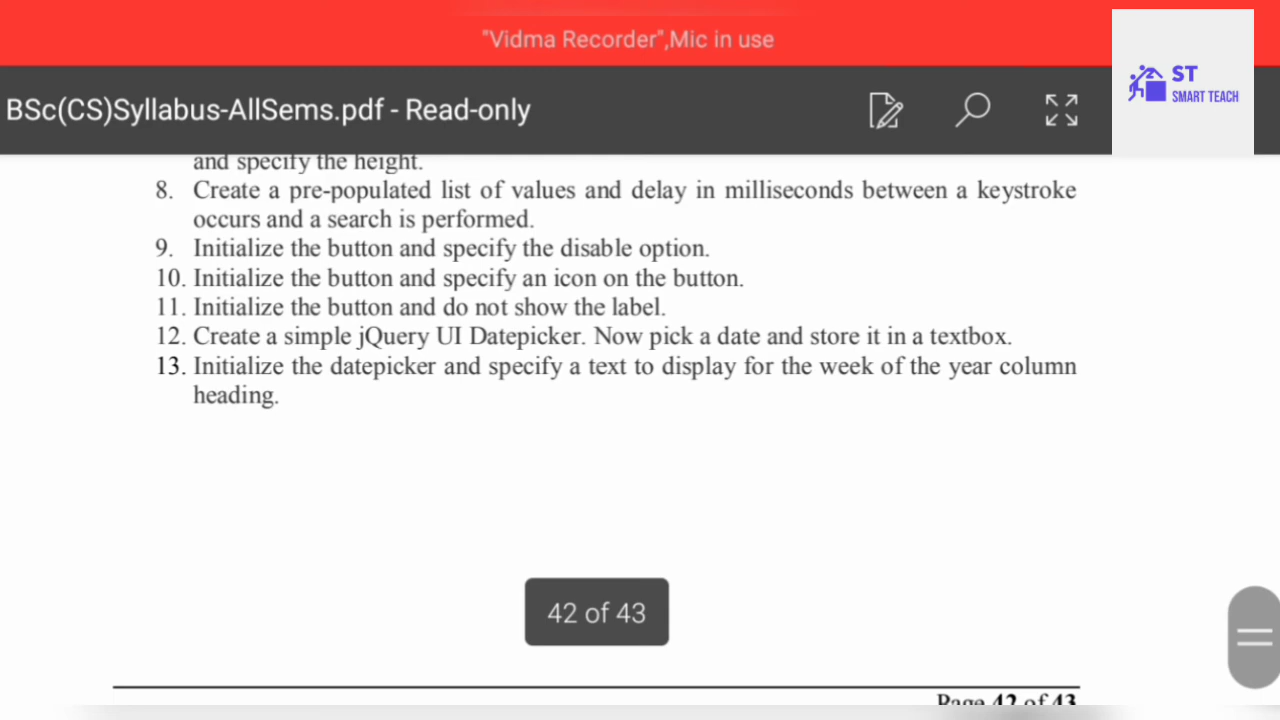 "Vidma Recorder",Mic in use
ST
SMART TEACH
BSc(CS)Syllabus-AllSems.pdf - Read-only
and specify the height.
8. Create a pre-populated list of values and delay in milliseconds between a keystroke
occurs and a search is performed.
9. Initialize the button and specify the disable option.
10. Initialize the button and specify an icon on the button.
11. Initialize the button and do not show the label.
12. Create a simple jQuery UI Datepicker. Now pick a date and store it in a textbox.
13. Initialize the datepicker and specify a text to display for the week of the year column
heading.
42 of 43
Page 42 of 43